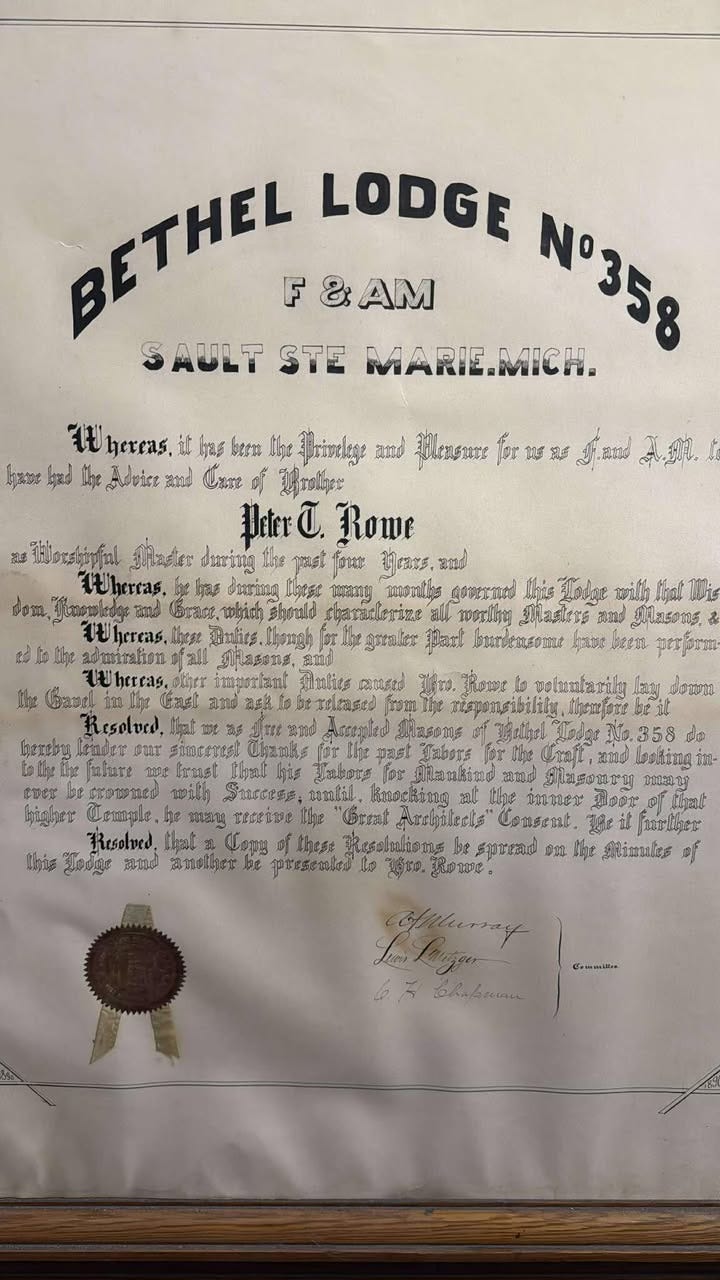 BETHEL LODGE Nº 358
F & AM
SAULT STE MARIE. MICH.
Whereas, it has been the Privelege and Pleasure for us as F. and A.M. to
have had the Advice and Care of Brother
Peter T. Rowe
as Worshipful Master during the past four Years, and
Whereas, he has during these many months governed this Lodge with that Wis
dom, Knowledge and Grace, which should characterize all worthy Masters and Masons, &
Whereas, these Duties, though for the greater Part burdensome have been perform-
ed to the admiration of all Masons, and
Whereas, other important Duties caused Bro. Rowe to voluntarily lay down
the Gavel in the East and ask to be released from the responsibility, therefore be it
Resolved, that we as Free and Accepted Masons of Bethel Lodge No. 358 do
hereby tender our sincerest Thanks for the past Labors for the Craft, and looking in-
to the the future we trust that his Labors for Mankind and Masonry may
ever be crowned with Success, until, knocking at the inner Door of that
higher Temple, he may receive the "Great Architects" Consent. Be it further
Resolved, that a Copy of these Resolutions be spread on the Minutes of
this Lodge and another be presented to Bro. Rowe.
Murray
Lewis Metzger
C. H. Chapman
Committee